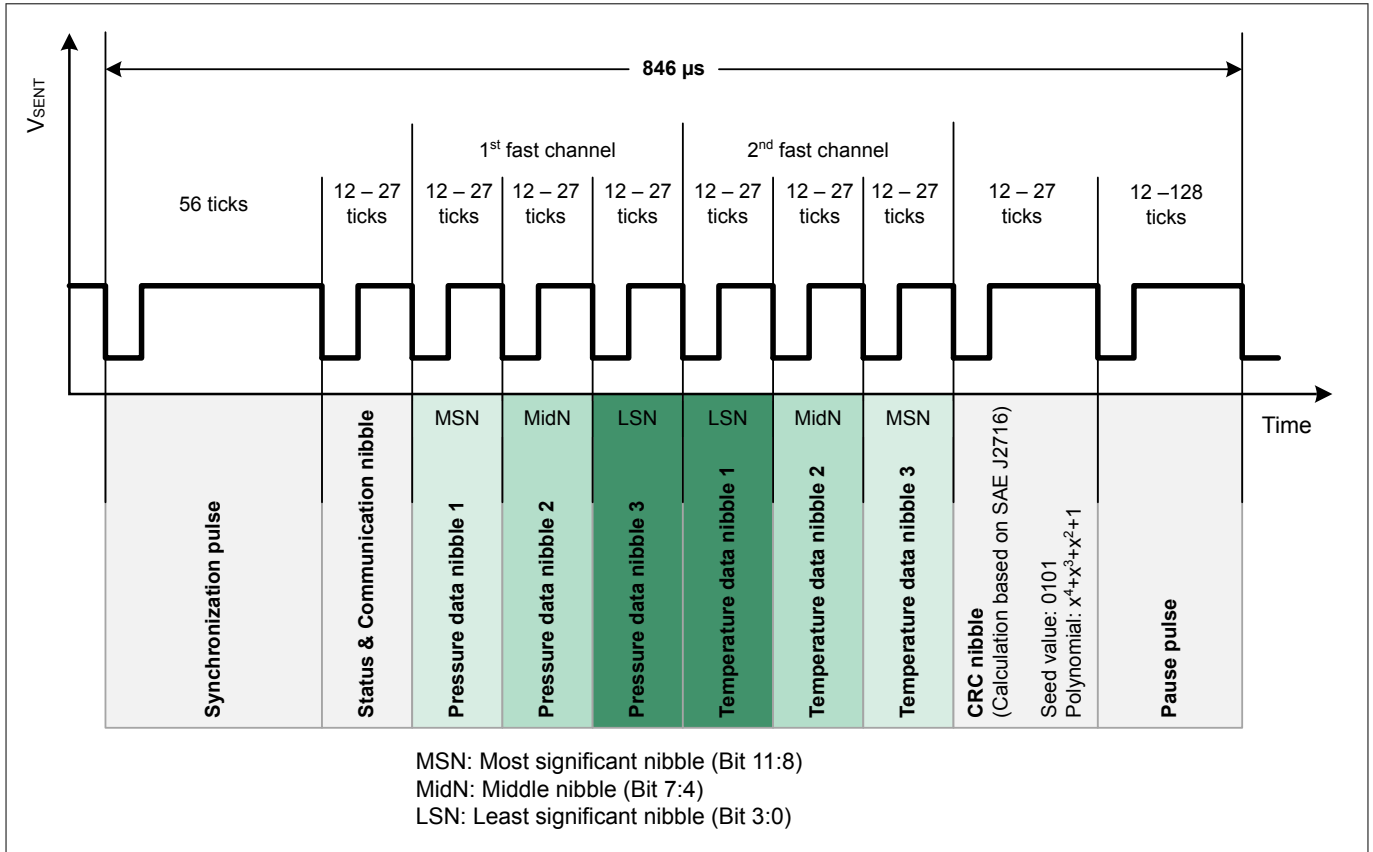 846 µs
VSENT
1st fast channel
2nd fast channel
56 ticks
12 – 27
ticks
12 – 27
ticks
12 – 27
ticks
12 – 27
ticks
12 – 27
ticks
12 – 27
ticks
12 – 27
ticks
12 – 27
ticks
12 –128
ticks
Time
MSN
MidN
LSN
LSN
MidN
MSN
Synchronization pulse
Status & Communication nibble
Pressure data nibble 1
Pressure data nibble 2
Pressure data nibble 3
Temperature data nibble 1
Temperature data nibble 2
Temperature data nibble 3
CRC nibble
(Calculation based on SAE J2716)
Seed value: 0101
Polynomial: x⁴+x³+x²+1
Pause pulse
MSN: Most significant nibble (Bit 11:8)
MidN: Middle nibble (Bit 7:4)
LSN: Least significant nibble (Bit 3:0)